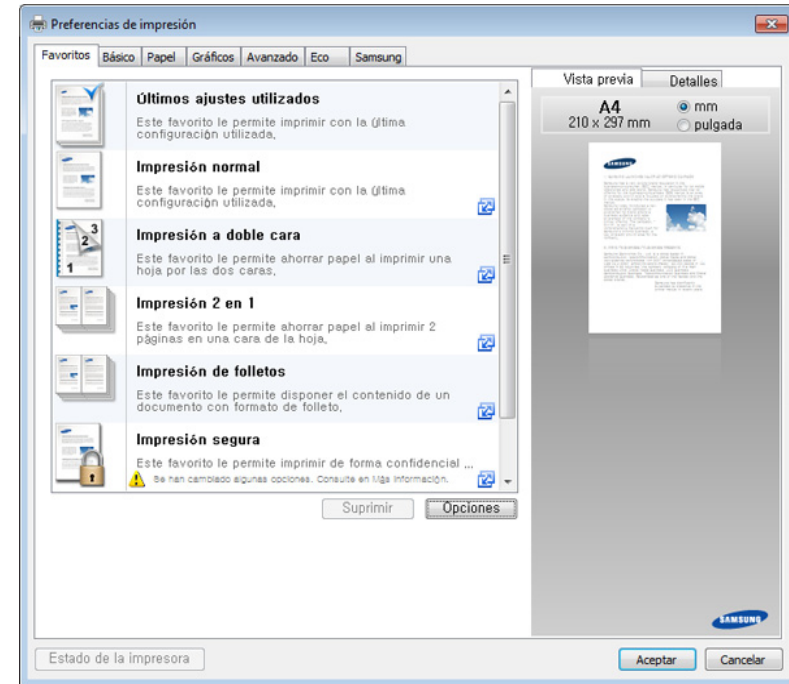 Preferencias de impresión
Favoritos Básico Papel Gráficos Avanzado Eco Samsung
Últimos ajustes utilizados
Este favorito le permite imprimir con la última
configuración utilizada.
Impresión normal
Este favorito le permite imprimir con la última
configuración utilizada.
Impresión a doble cara
Este favorito le permite ahorrar papel al imprimir una
hoja por las dos caras.
Impresión 2 en 1
Este favorito le permite ahorrar papel al imprimir 2
páginas en una cara de la hoja.
Impresión de folletos
Este favorito le permite disponer el contenido de un
documento con formato de folleto.
Impresión segura
Este favorito le permite imprimir de forma confidencial ...
Se han cambiado algunas opciones. Consulte en Más Información.
1 2 3
Suprimir Opciones
Vista previa Detalles
A4
210 x 297 mm
mm
pulgada
SAMSUNG
SAMSUNG
Estado de la impresora
Aceptar Cancelar